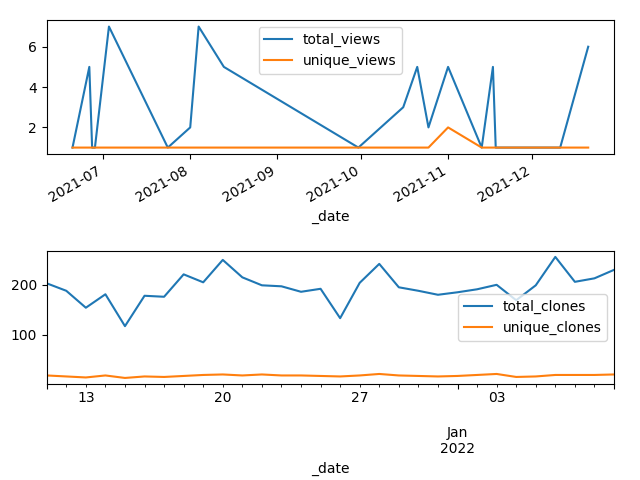 6
4
2
total_views
unique_views
2021-07
2021-08
2021-09
2021-10
2021-11
2021-12
_date
200
100
total_clones
unique_clones
13
20
27
03
Jan
2022
_date